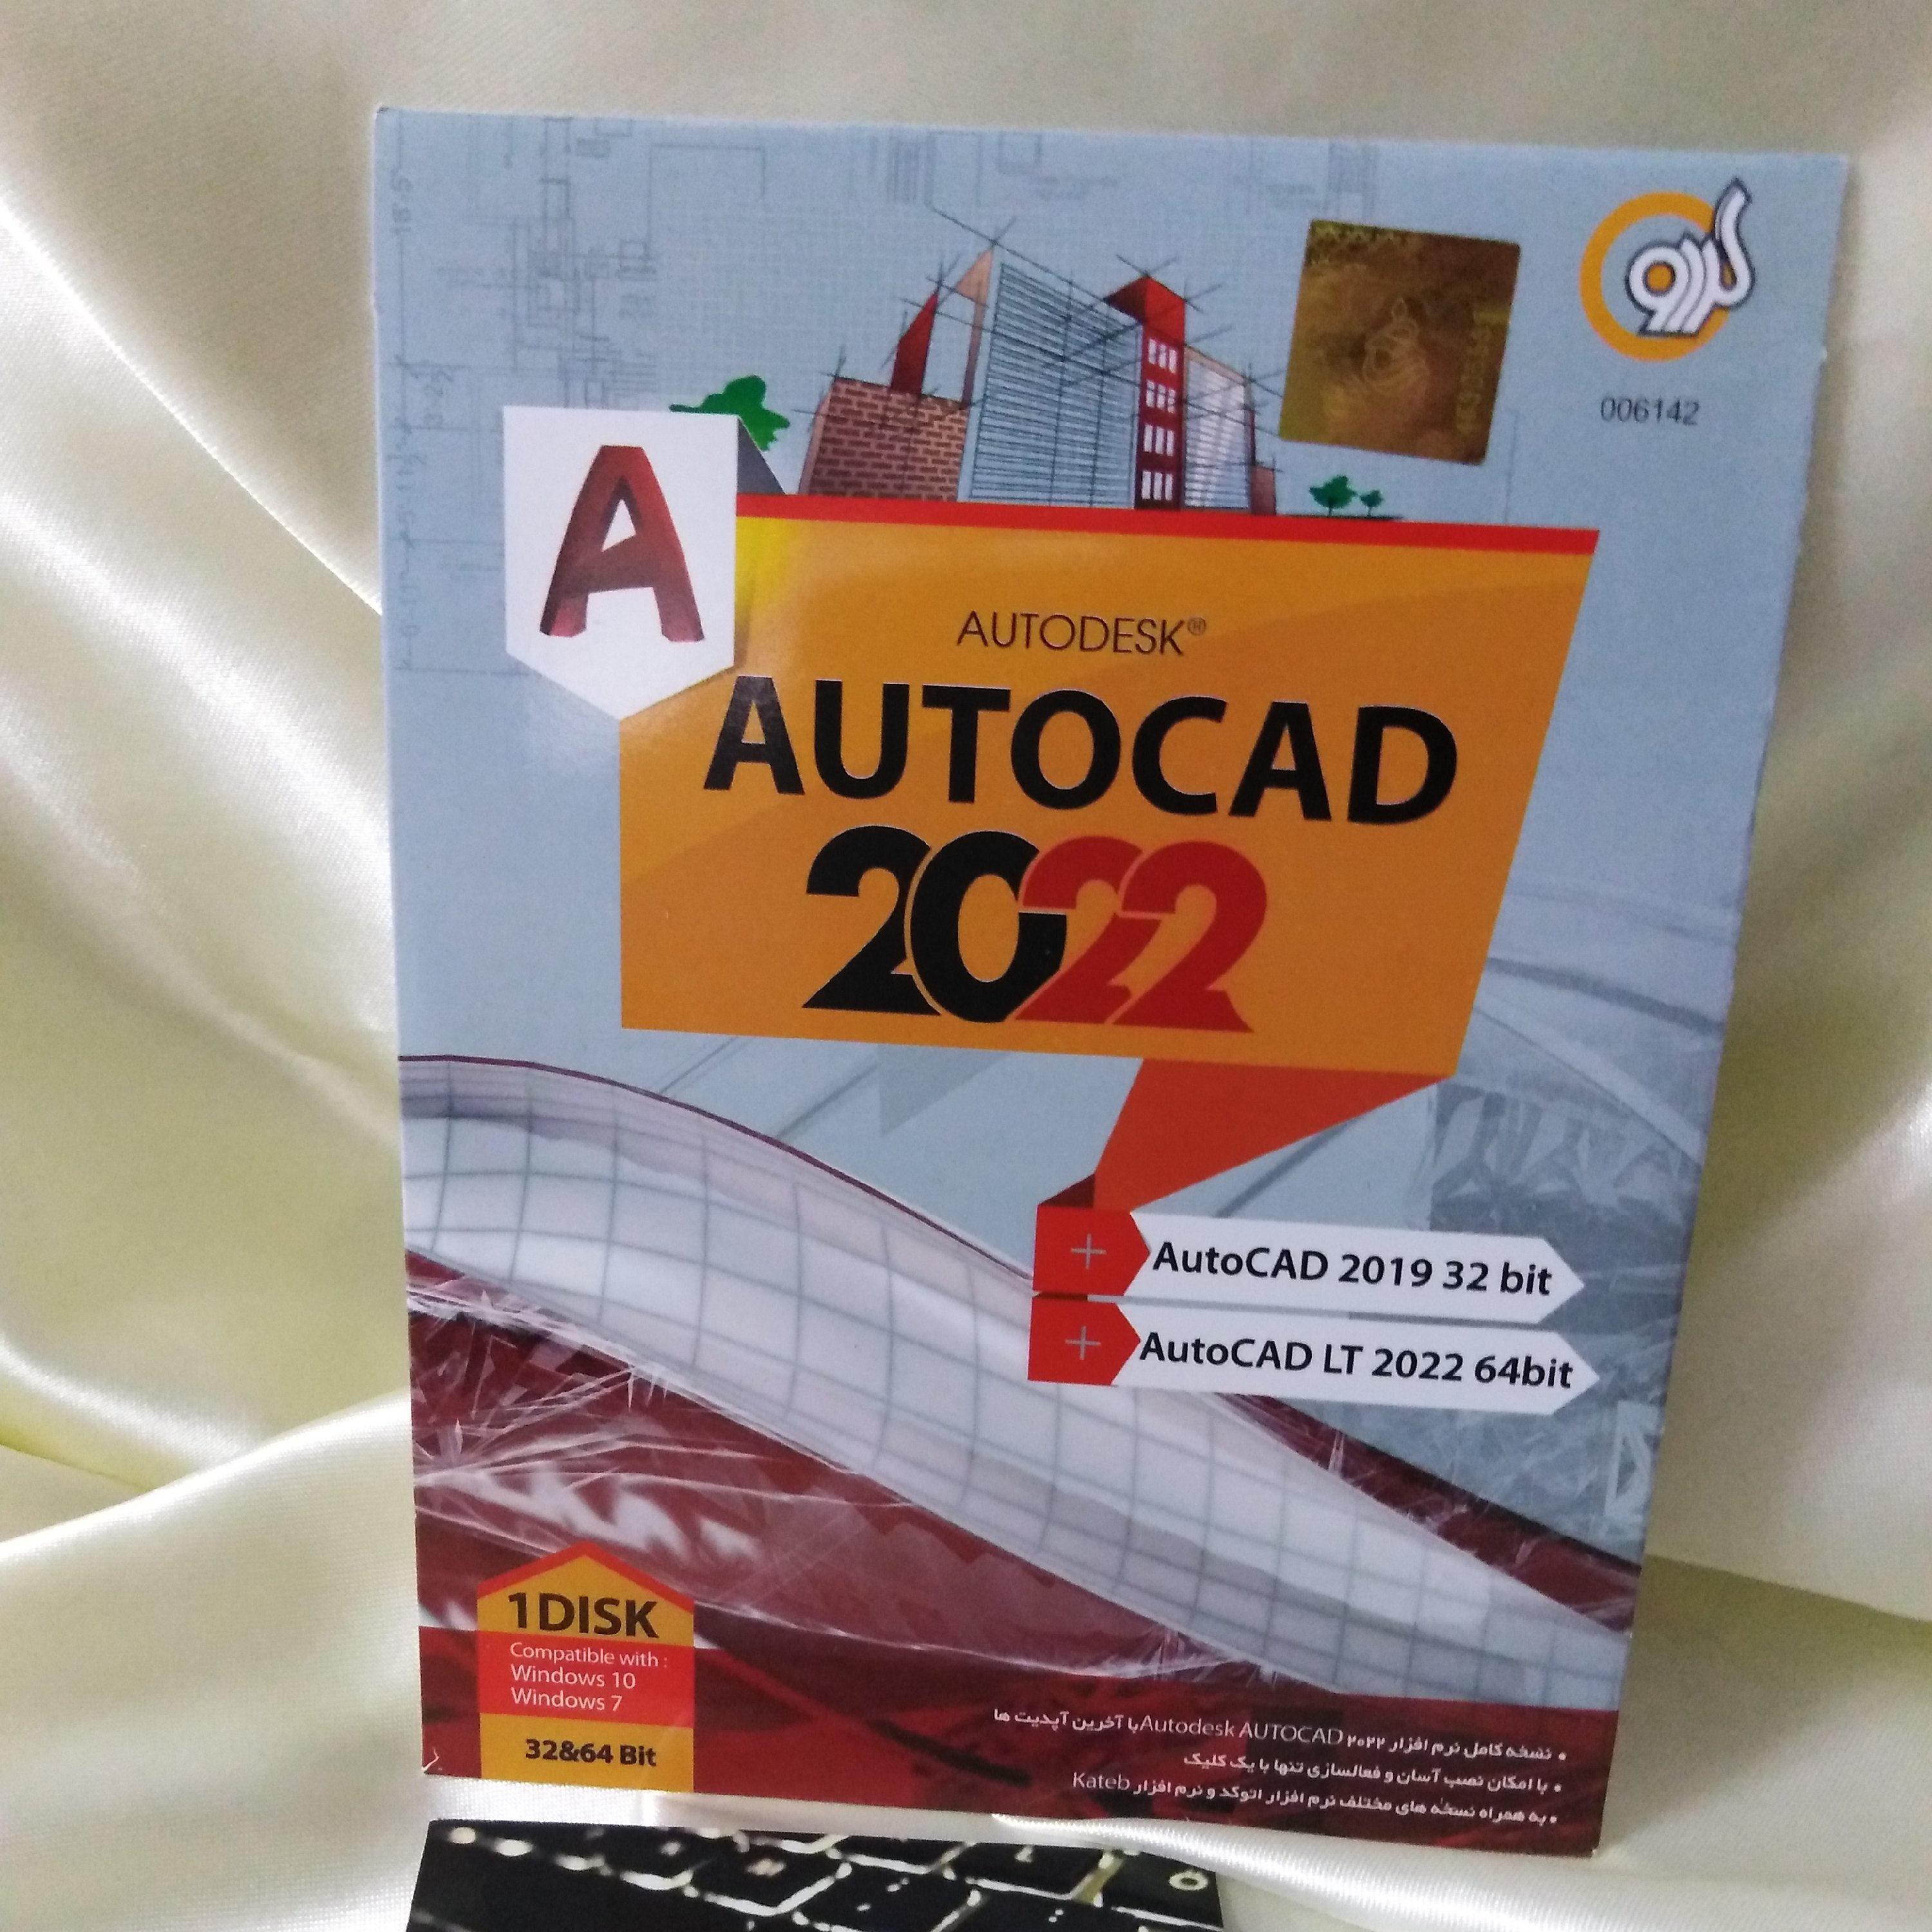 گردو
006142
A
AUTODESK®
AUTOCAD
2022
+ AutoCAD 2019 32 bit
+ AutoCAD LT 2022 64bit
1 DISK
Compatible with :
Windows 10
Windows 7
32&64 Bit
• نسخه کامل نرم افزار Autodesk AUTOCAD ۲۰۲۲ با آخرین آپدیت ها
• با امکان نصب آسان و فعالسازی تنها با یک کلیک
• به همراه نسخه های مختلف نرم افزار اتوکد و نرم افزار Kateb